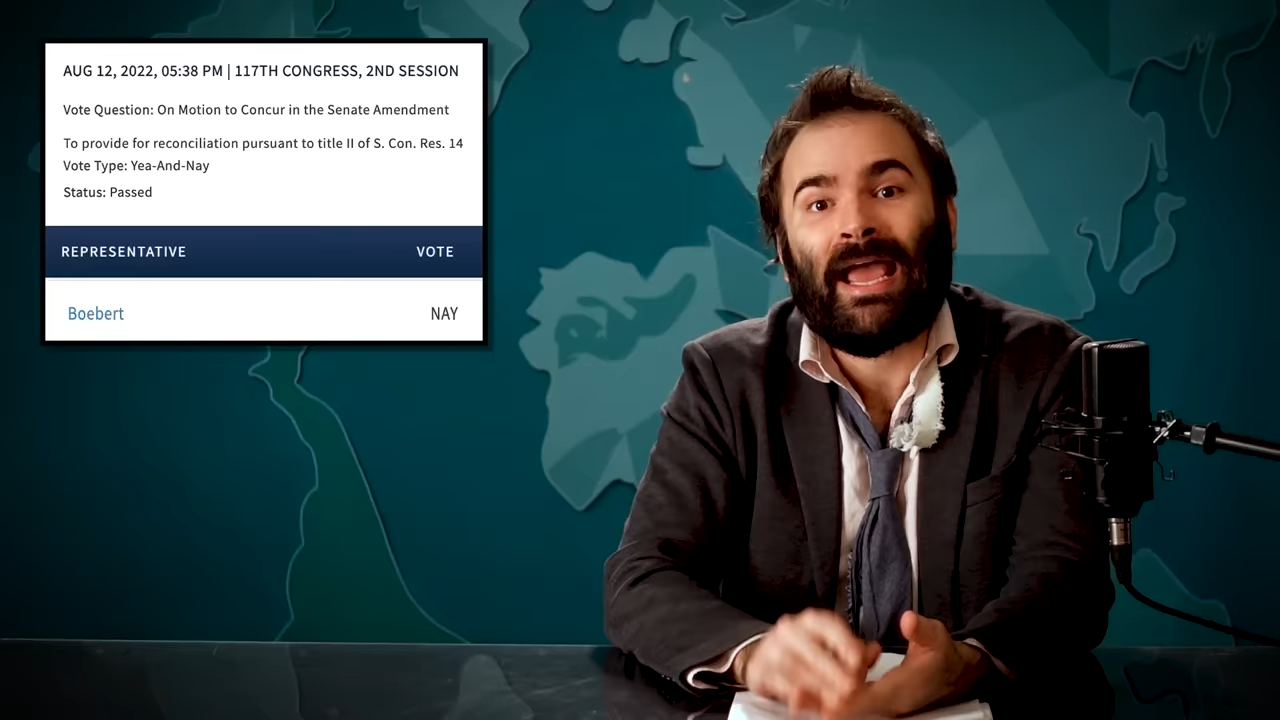 AUG 12, 2022, 05:38 PM | 117TH CONGRESS, 2ND SESSION
Vote Question: On Motion to Concur in the Senate Amendment
To provide for reconciliation pursuant to title II of S. Con. Res. 14
Vote Type: Yea-And-Nay
Status: Passed
REPRESENTATIVE VOTE
Boebert NAY